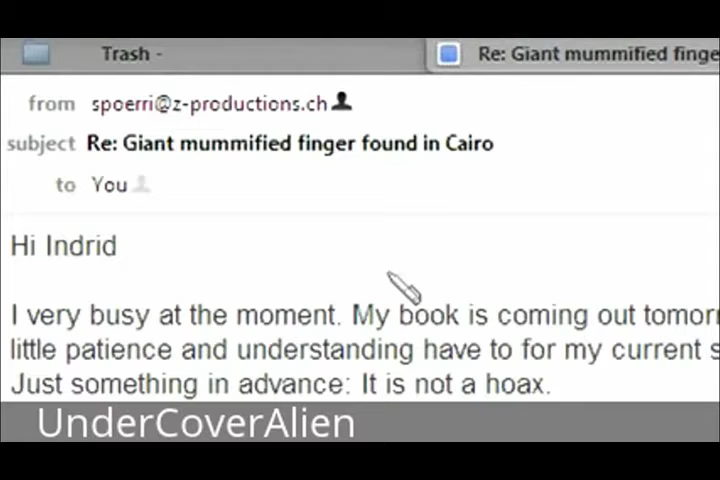 Trash -
Re: Giant mummified finge
from spoerri@z-productions.ch
subject Re: Giant mummified finger found in Cairo
to You
Hi Indrid
I very busy at the moment. My book is coming out tomorr
little patience and understanding have to for my current s
Just something in advance: It is not a hoax.
UnderCoverAlien